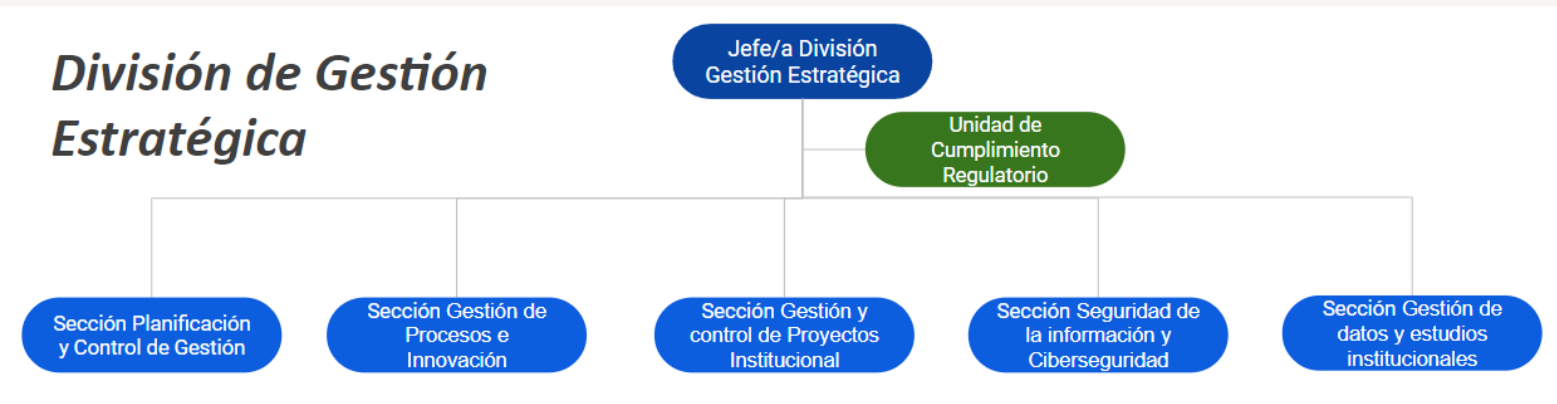 División de Gestión
Estratégica
Jefe/a División
Gestión Estratégica
Unidad de
Cumplimiento
Regulatorio
Sección Planificación
y Control de Gestión
Sección Gestión de
Procesos e
Innovación
Sección Gestión y
control de Proyectos
Institucional
Sección Seguridad de
la información y
Ciberseguridad
Sección Gestión de
datos y estudios
institucionales